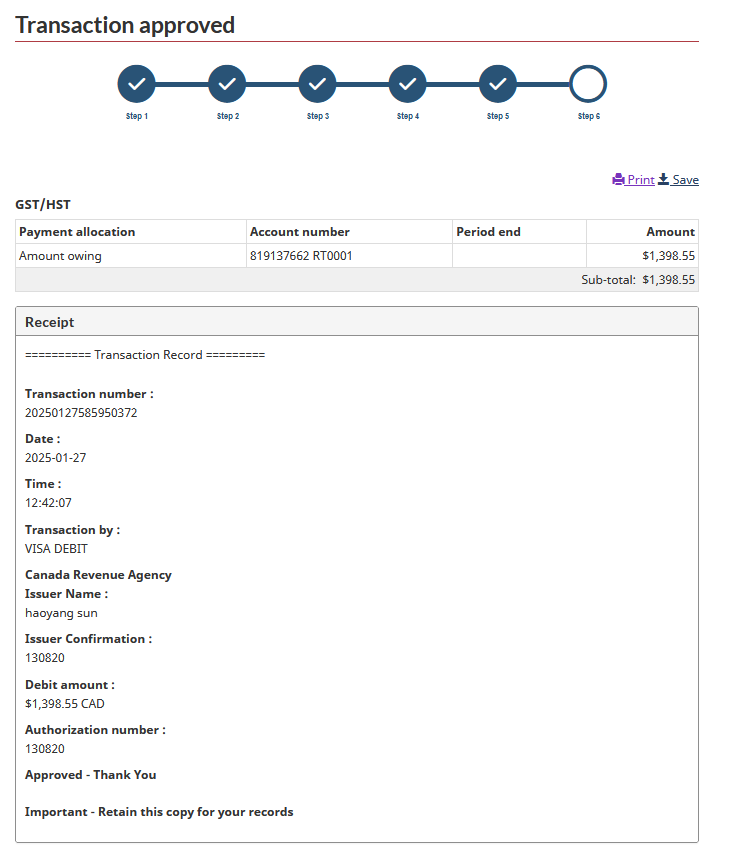 Transaction approved
Step 1 Step 2 Step 3 Step 4 Step 5 Step 6
Print Save
GST/HST
Payment allocation Account number Period end Amount
Amount owing 819137662 RT0001 $1,398.55
Sub-total: $1,398.55
Receipt
========== Transaction Record =========
Transaction number :
20250127585950372
Date :
2025-01-27
Time :
12:42:07
Transaction by :
VISA DEBIT
Canada Revenue Agency
Issuer Name :
haoyang sun
Issuer Confirmation :
130820
Debit amount :
$1,398.55 CAD
Authorization number :
130820
Approved - Thank You
Important - Retain this copy for your records